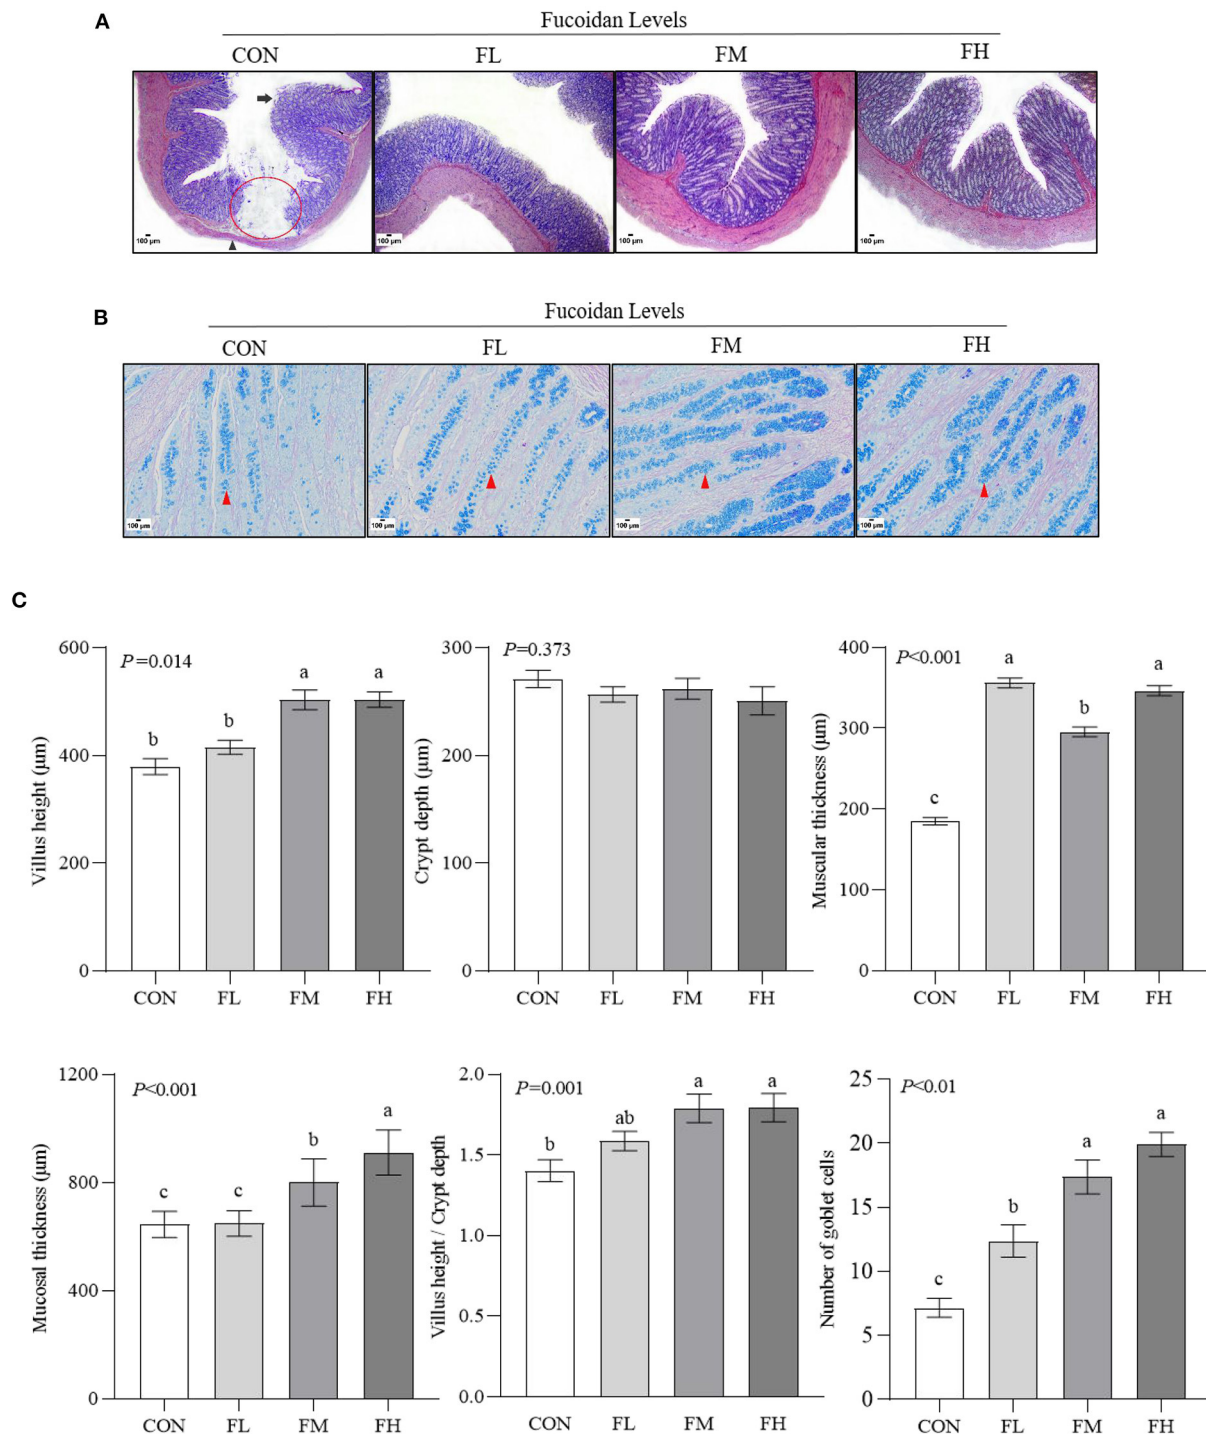 A
Fucoidan Levels
CON FL FM FH
100 µm 100 µm 100 µm 100 µm
B
Fucoidan Levels
CON FL FM FH
100 µm 100 µm 100 µm 100 µm
C
Villus height (µm)
600
400
200
0
P=0.014
b b a a
CON FL FM FH
Crypt depth (µm)
300
200
100
0
P=0.373
CON FL FM FH
Muscular thickness (µm)
400
300
200
100
0
P<0.001
c a b a
CON FL FM FH
Mucosal thickness (µm)
1200
800
400
0
P<0.001
c c b a
CON FL FM FH
Villus height / Crypt depth
2.0
1.5
1.0
0.5
0.0
P=0.001
b ab a a
CON FL FM FH
Number of goblet cells
25
20
15
10
5
0
P<0.01
c b a a
CON FL FM FH